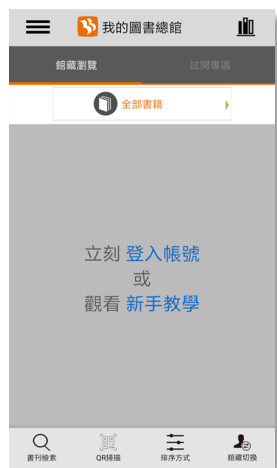 我的圖書總館
館藏瀏覽 試閱專區
全部書籍
立刻 登入帳號
或
觀看 新手教學
書刊檢索 QR掃描 排序方式 館藏切換